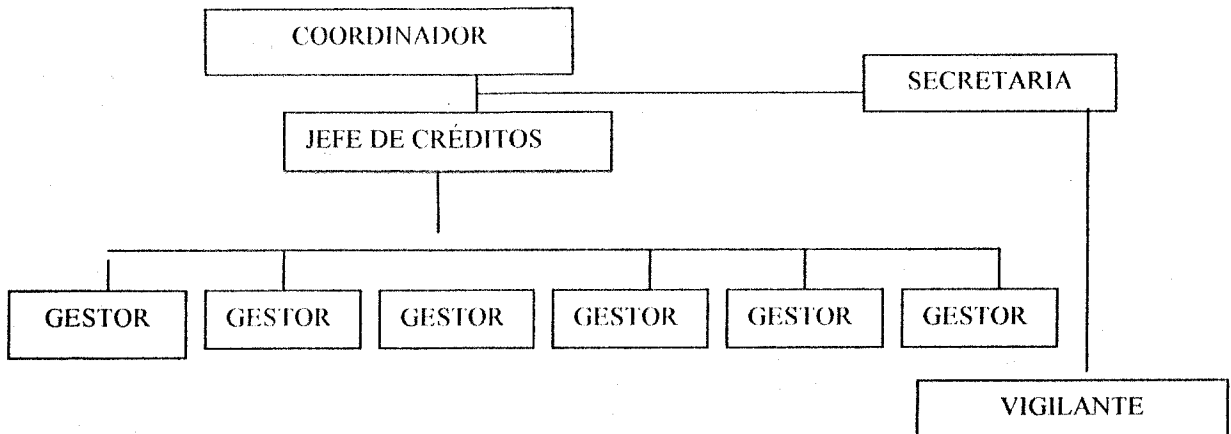 COORDINADOR
SECRETARIA
JEFE DE CRÉDITOS
GESTOR
GESTOR
GESTOR
GESTOR
GESTOR
GESTOR
VIGILANTE